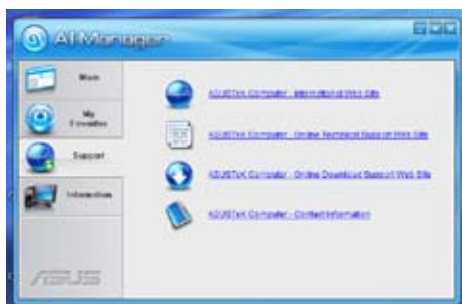 AI Manager
Main
My
Favorites
Support
Information
ASUSTeK Computer - International Web Site
ASUSTeK Computer - Online Technical Support Web Site
ASUSTeK Computer - Online Download Support Web Site
ASUSTeK Computer - Contact Information
ASUS